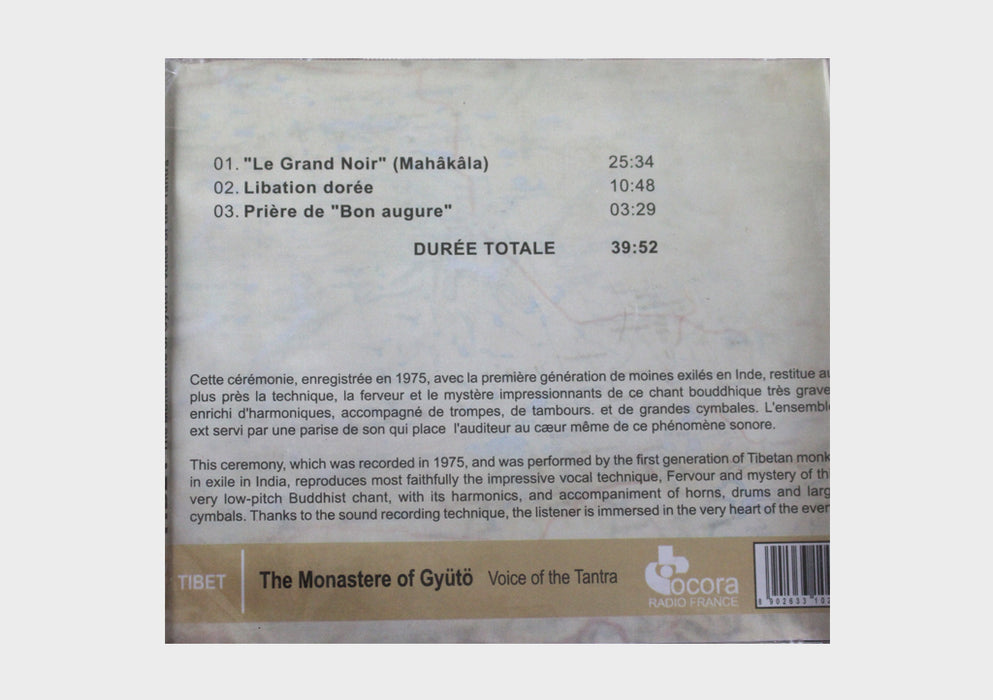 01. "Le Grand Noir" (Mahâkâla) 25:34
02. Libation dorée 10:48
03. Prière de "Bon augure" 03:29
DURÉE TOTALE 39:52
Cette cérémonie, enregistrée en 1975, avec la première génération de moines exilés en Inde, restitue au
plus près la technique, la ferveur et le mystère impressionnants de ce chant bouddhique très grave
enrichi d'harmoniques, accompagné de trompes, de tambours. et de grandes cymbales. L'ensemble
ext servi par une parise de son qui place l'auditeur au cœur même de ce phénomène sonore.
This ceremony, which was recorded in 1975, and was performed by the first generation of Tibetan monk
in exile in India, reproduces most faithfully the impressive vocal technique, Fervour and mystery of th
very low-pitch Buddhist chant, with its harmonics, and accompaniment of horns, drums and larg
cymbals. Thanks to the sound recording technique, the listener is immersed in the very heart of the even
TIBET The Monastere of Gyütö Voice of the Tantra
ocora
RADIO FRANCE
8 902633 102